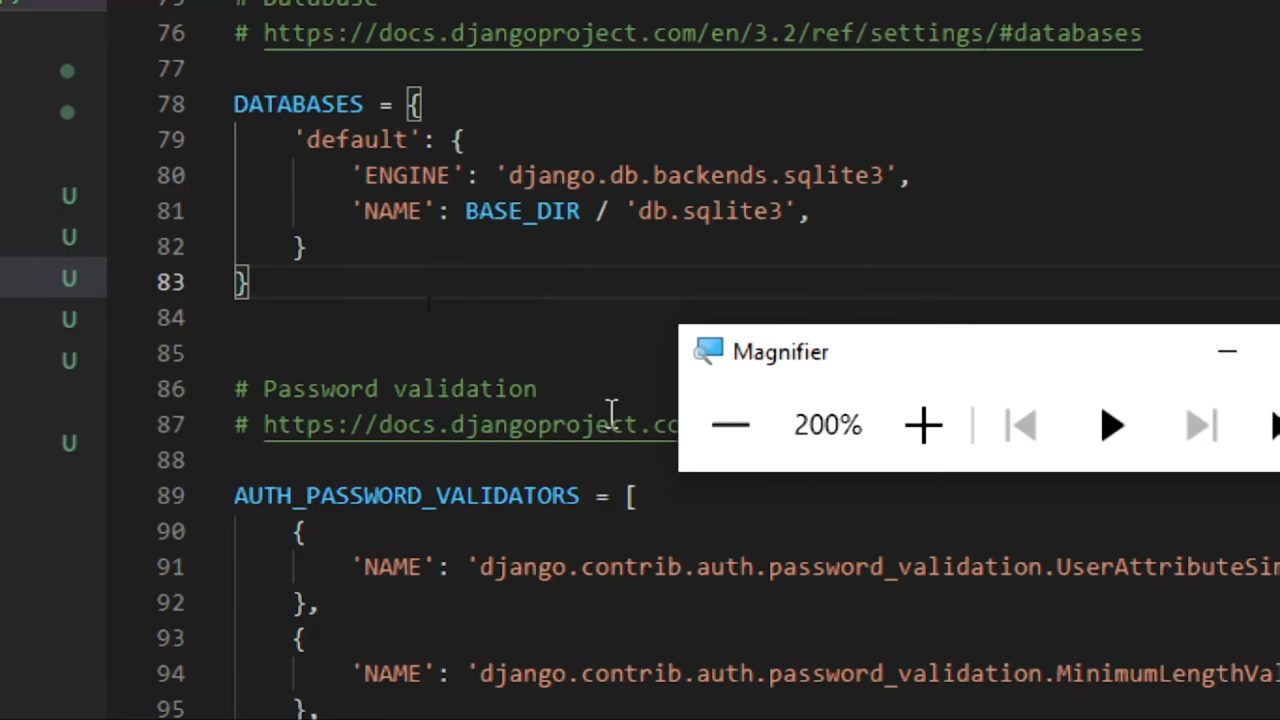 # Database
76 # https://docs.djangoproject.com/en/3.2/ref/settings/#databases
77
78 DATABASES = {
79 'default': {
80 'ENGINE': 'django.db.backends.sqlite3',
81 'NAME': BASE_DIR / 'db.sqlite3',
82 }
83 }
84
85
86 # Password validation
87 # https://docs.djangoproject.co
88
89 AUTH_PASSWORD_VALIDATORS = [
90 {
91 'NAME': 'django.contrib.auth.password_validation.UserAttributeSim
92 },
93 {
94 'NAME': 'django.contrib.auth.password_validation.MinimumLengthVal
95 },
U
U
U
U
U
U
Magnifier
200%